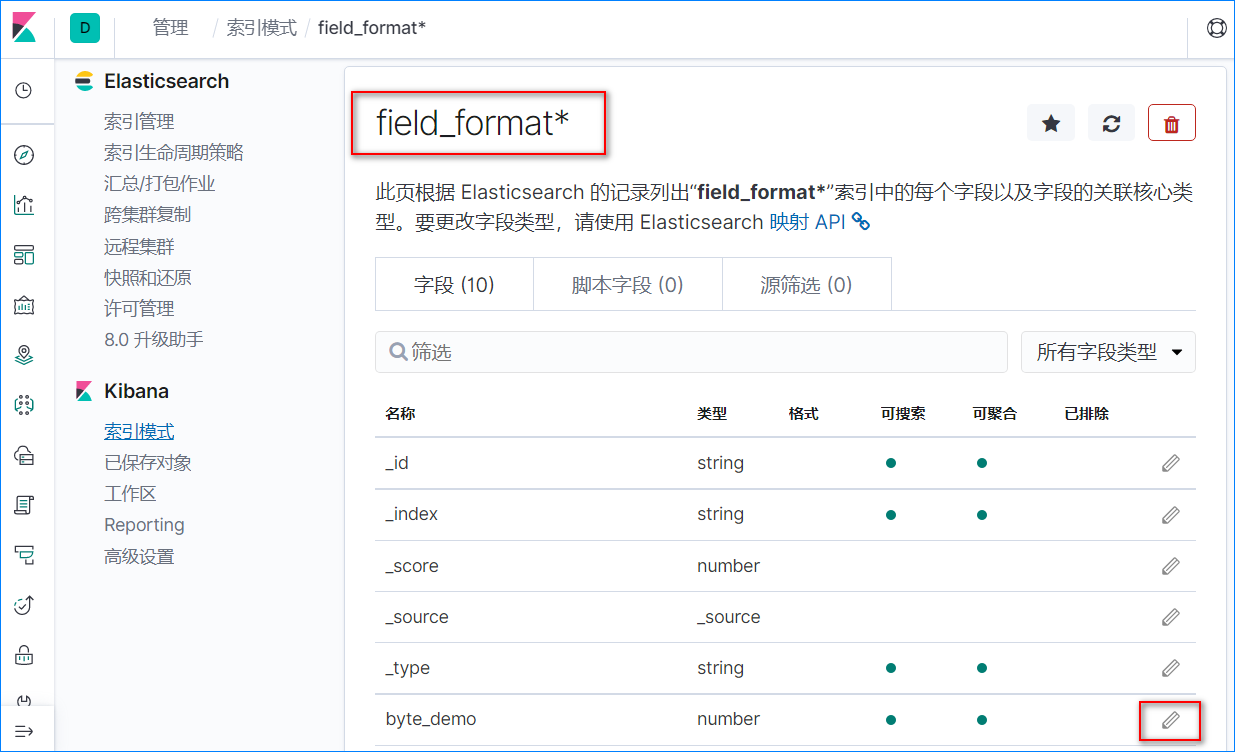 D 管理 / 索引模式 / field_format*
Elasticsearch
索引管理
索引生命周期策略
汇总/打包作业
跨集群复制
远程集群
快照和还原
许可管理
8.0 升级助手
Kibana
索引模式
已保存对象
工作区
Reporting
高级设置
field_format*
此页根据 Elasticsearch 的记录列出“field_format*”索引中的每个字段以及字段的关联核心类
型。要更改字段类型，请使用 Elasticsearch 映射 API
字段 (10) 脚本字段 (0) 源筛选 (0)
筛选 所有字段类型
名称 类型 格式 可搜索 可聚合 已排除
_id string
_index string
_score number
_source _source
_type string
byte_demo number